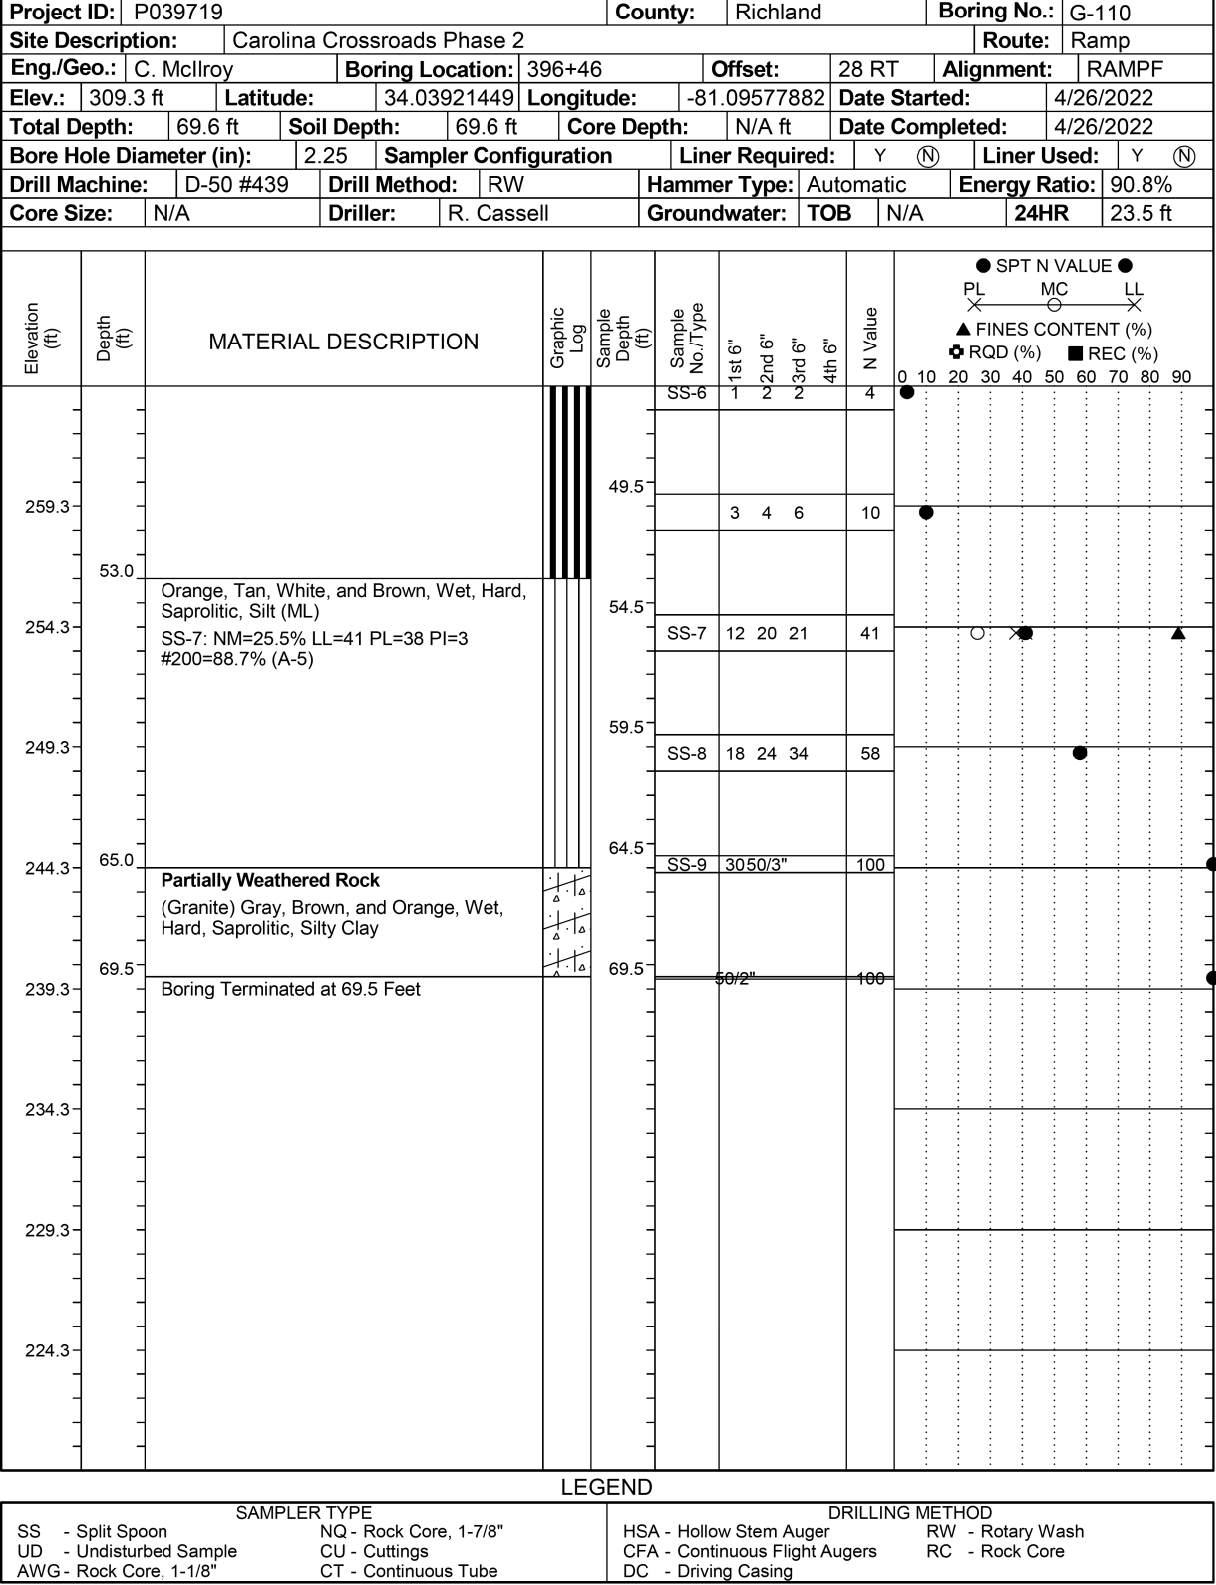 Project ID: P039719 County: Richland Boring No.: G-110
Site Description: Carolina Crossroads Phase 2 Route: Ramp
Eng./Geo.: C. McIlroy Boring Location: 396+46 Offset: 28 RT Alignment: RAMPF
Elev.: 309.3 ft Latitude: 34.03921449 Longitude: -81.09577882 Date Started: 4/26/2022
Total Depth: 69.6 ft Soil Depth: 69.6 ft Core Depth: N/A ft Date Completed: 4/26/2022
Bore Hole Diameter (in): 2.25 Sampler Configuration Liner Required: Y N Liner Used: Y N
Drill Machine: D-50 #439 Drill Method: RW Hammer Type: Automatic Energy Ratio: 90.8%
Core Size: N/A Driller: R. Cassell Groundwater: TOB N/A 24HR 23.5 ft
Elevation (ft)
Depth (ft)
MATERIAL DESCRIPTION
Graphic Log
Sample Depth (ft)
Sample No./Type
1st 6"
2nd 6"
3rd 6"
4th 6"
N Value
SPT N VALUE
PL MC LL
FINES CONTENT (%)
RQD (%) REC (%)
0 10 20 30 40 50 60 70 80 90
SS-6 1 2 2 4
49.5
259.3
3 4 6 10
53.0
Orange, Tan, White, and Brown, Wet, Hard,
Saprolitic, Silt (ML)
54.5
254.3
SS-7: NM=25.5% LL=41 PL=38 PI=3
#200=88.7% (A-5)
SS-7 12 20 21 41
59.5
249.3
SS-8 18 24 34 58
64.5
65.0
244.3
SS-9 30 50/3" 100
Partially Weathered Rock
(Granite) Gray, Brown, and Orange, Wet,
Hard, Saprolitic, Silty Clay
69.5
69.5
50/2" 100
239.3
Boring Terminated at 69.5 Feet
234.3
229.3
224.3
LEGEND
SAMPLER TYPE
SS - Split Spoon NQ - Rock Core, 1-7/8"
UD - Undisturbed Sample CU - Cuttings
AWG - Rock Core, 1-1/8" CT - Continuous Tube
DRILLING METHOD
HSA - Hollow Stem Auger RW - Rotary Wash
CFA - Continuous Flight Augers RC - Rock Core
DC - Driving Casing